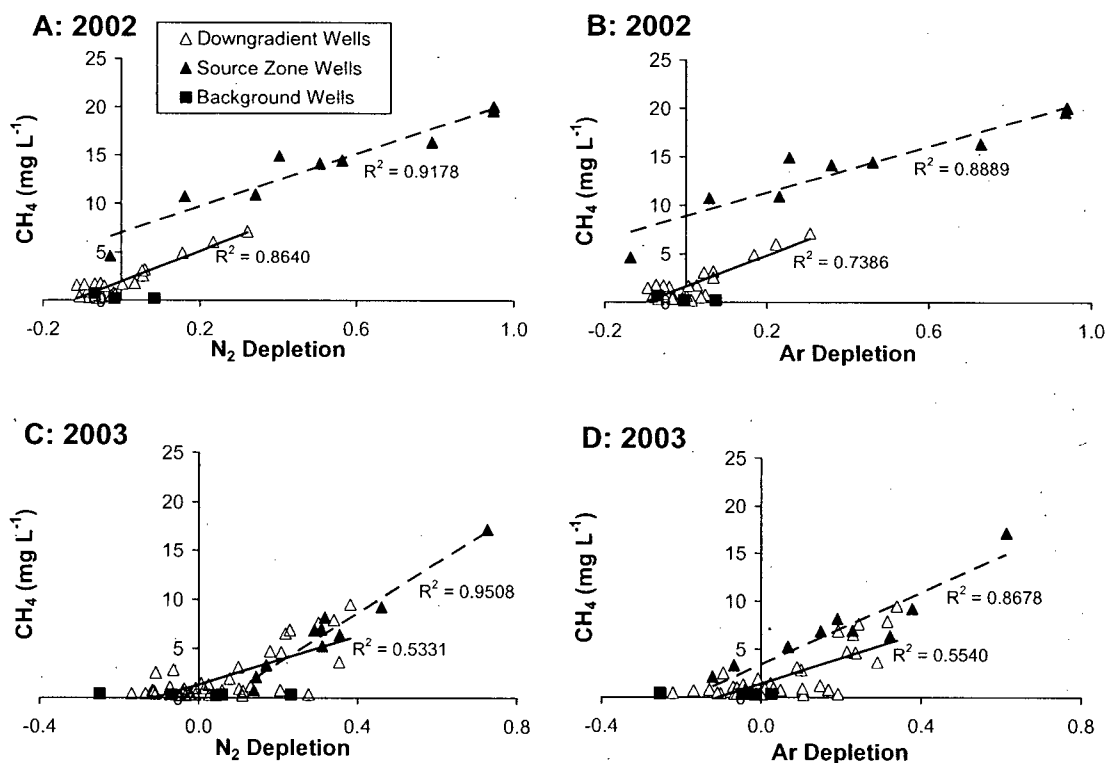 A: 2002
△ Downgradient Wells
▲ Source Zone Wells
■ Background Wells
CH₄ (mg L⁻¹)
25
20
15
10
5
0
R² = 0.9178
R² = 0.8640
-0.2 0.2 0.6 1.0
N₂ Depletion
B: 2002
CH₄ (mg L⁻¹)
25
20
15
10
5
0
R² = 0.8889
R² = 0.7386
-0.2 0.2 0.6 1.0
Ar Depletion
C: 2003
CH₄ (mg L⁻¹)
25
20
15
10
5
0
R² = 0.9508
R² = 0.5331
-0.4 0.0 0.4 0.8
N₂ Depletion
D: 2003
CH₄ (mg L⁻¹)
25
20
15
10
5
0
R² = 0.8678
R² = 0.5540
-0.4 0.0 0.4 0.8
Ar Depletion